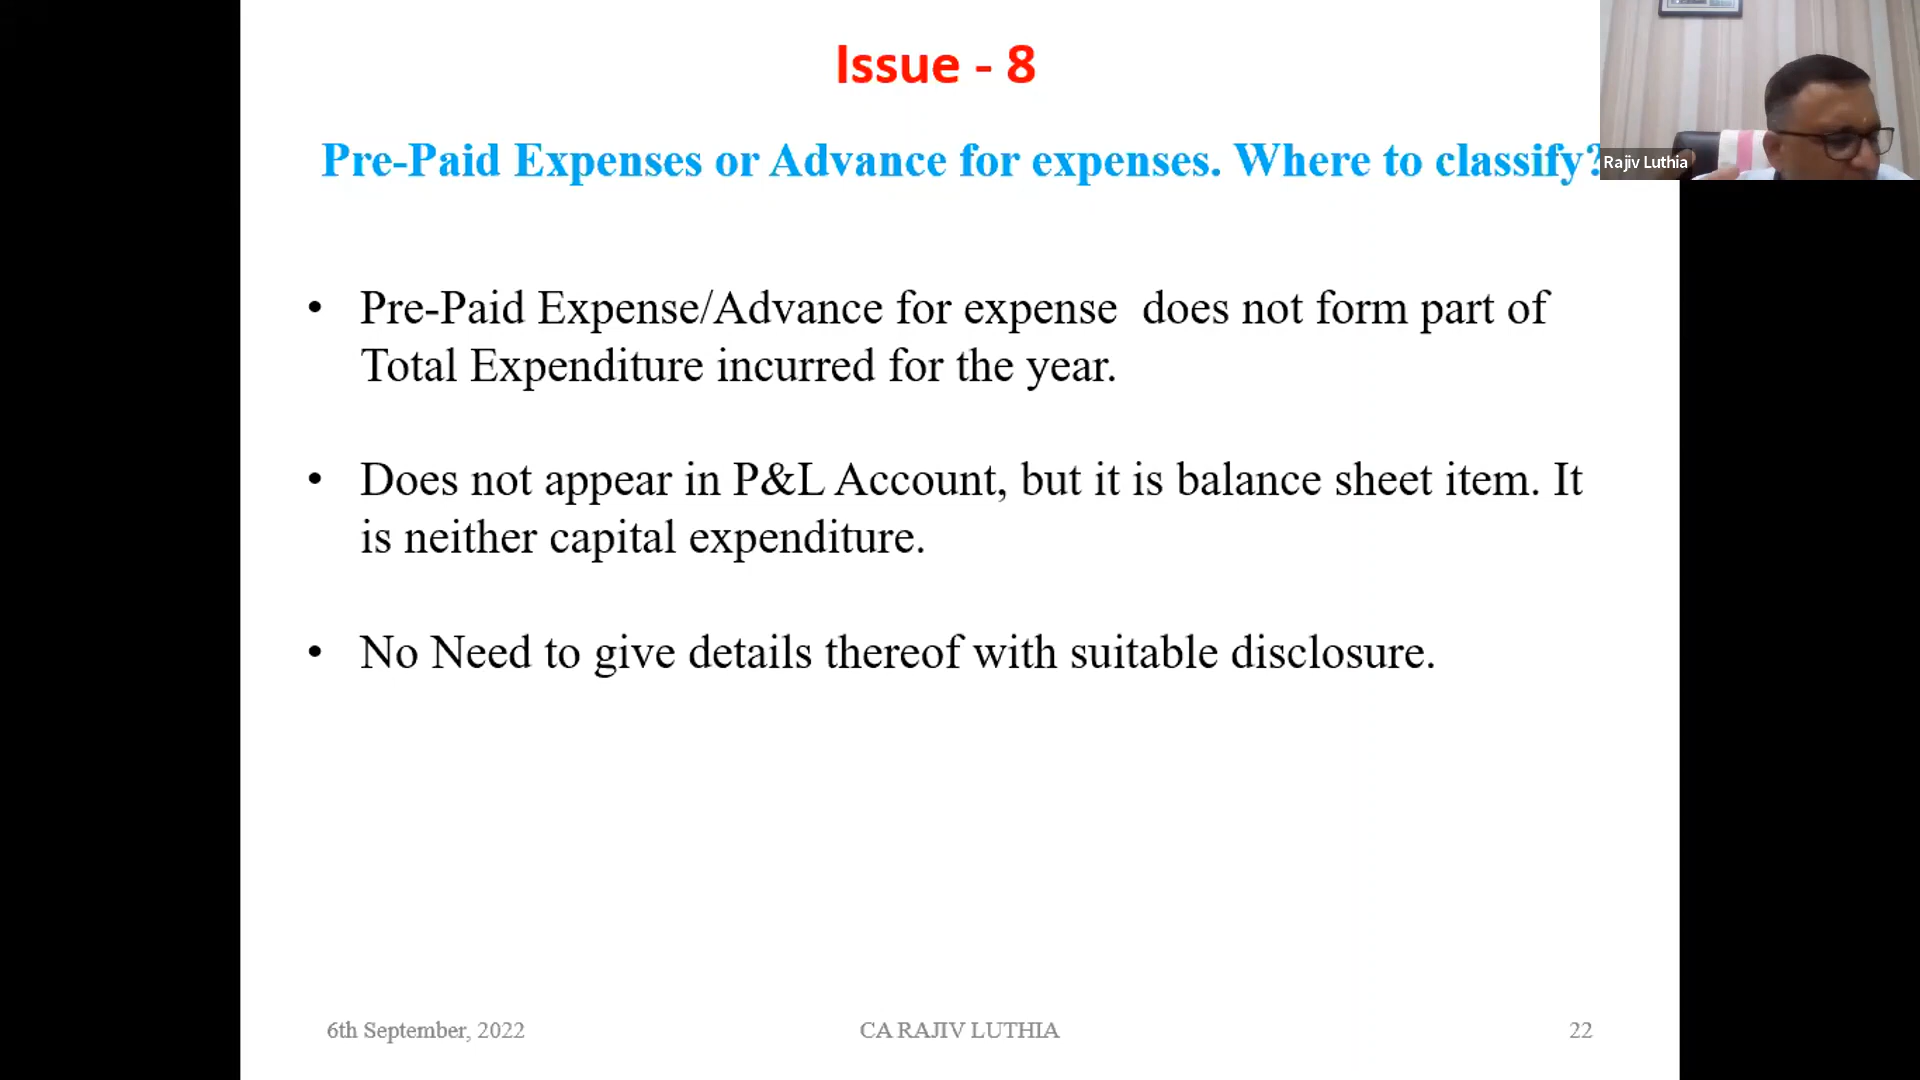 Issue - 8
Pre-Paid Expenses or Advance for expenses. Where to classify?
Rajiv Luthia
• Pre-Paid Expense/Advance for expense does not form part of
Total Expenditure incurred for the year.
• Does not appear in P&L Account, but it is balance sheet item. It
is neither capital expenditure.
• No Need to give details thereof with suitable disclosure.
6th September, 2022
CA RAJIV LUTHIA
22